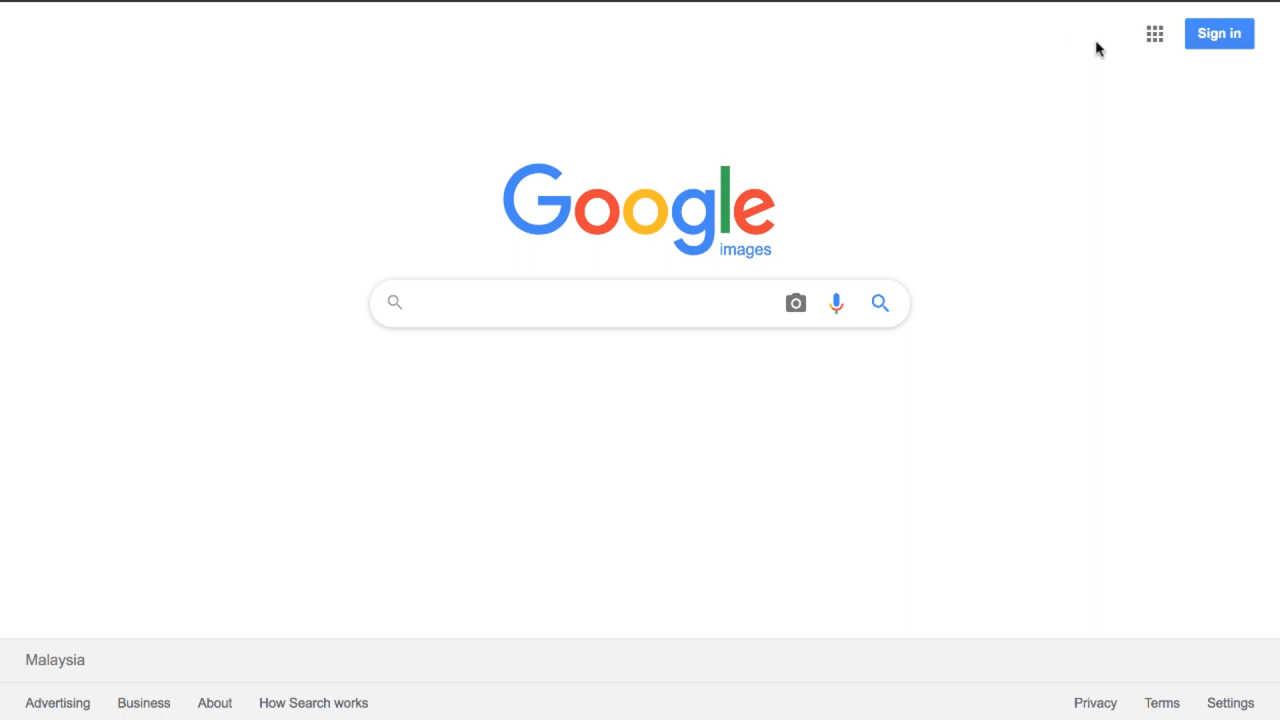 Sign in
Google
images
Malaysia
Advertising Business About How Search works Privacy Terms Settings